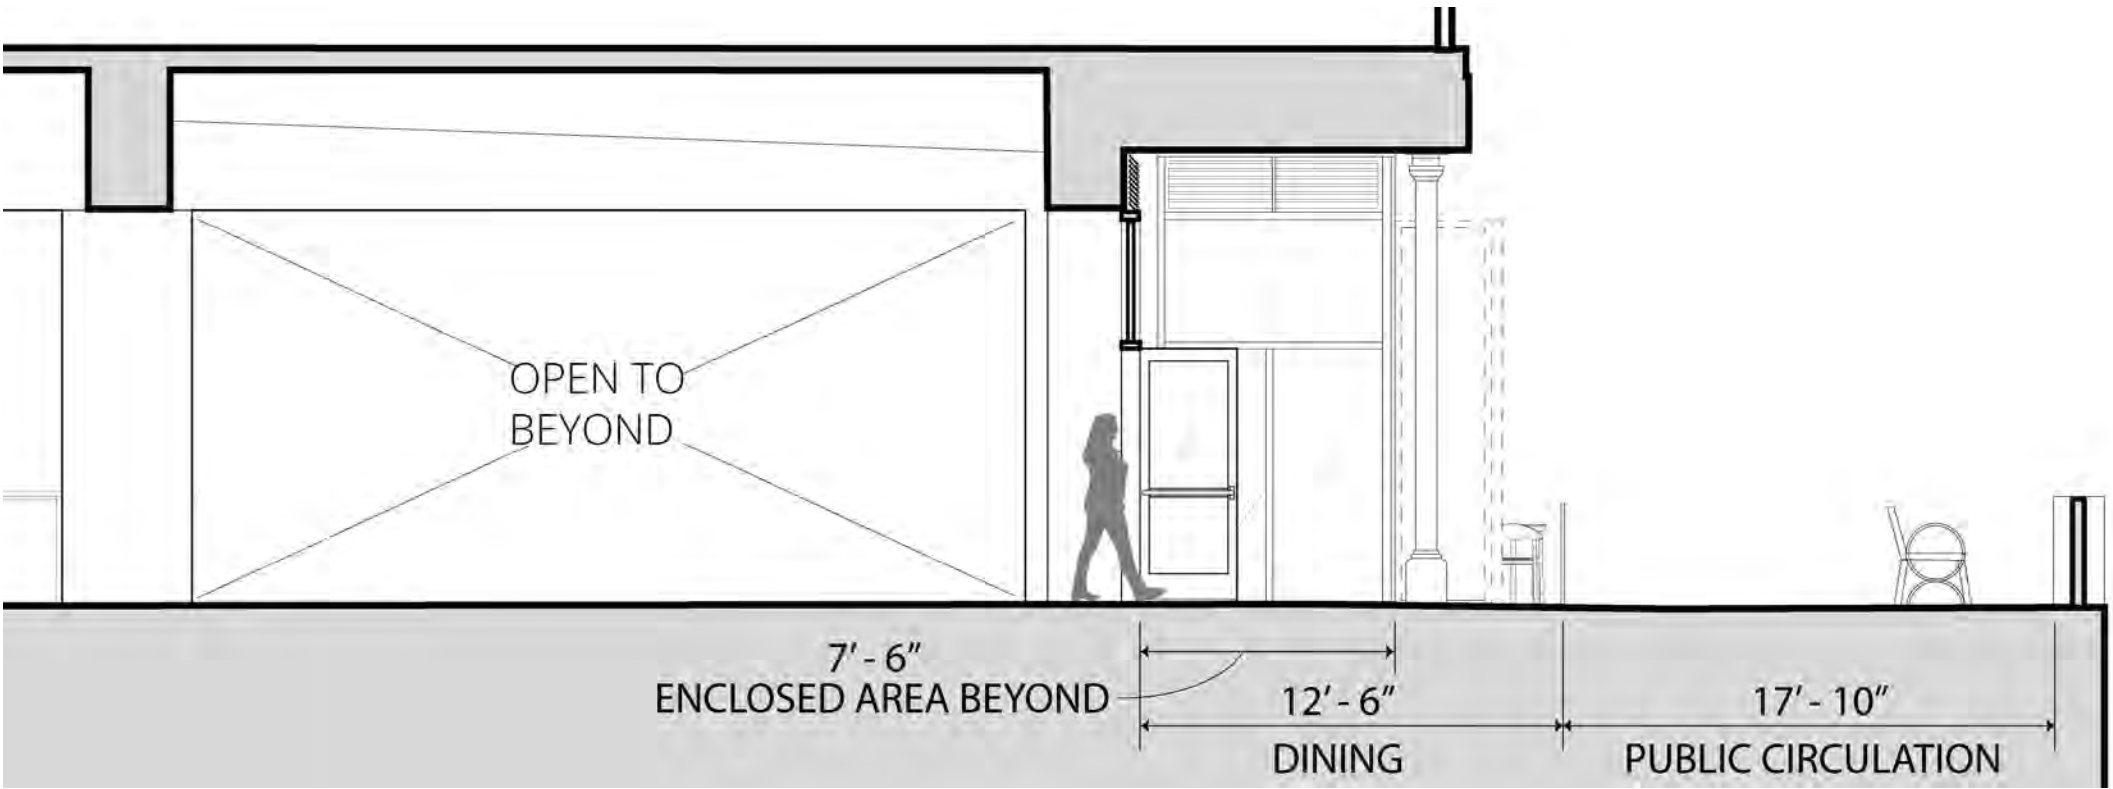 OPEN TO
BEYOND
7' - 6"
ENCLOSED AREA BEYOND
12' - 6"
17' - 10"
DINING
PUBLIC CIRCULATION